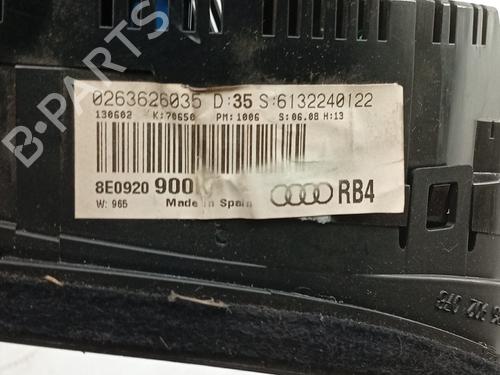 B-PARTS
0263626035 D:35 S:6132240122
130602 K:70650 PM:1006 S:06.08 H:13
8E0920 900
RB4
W: 965 Made in Spain